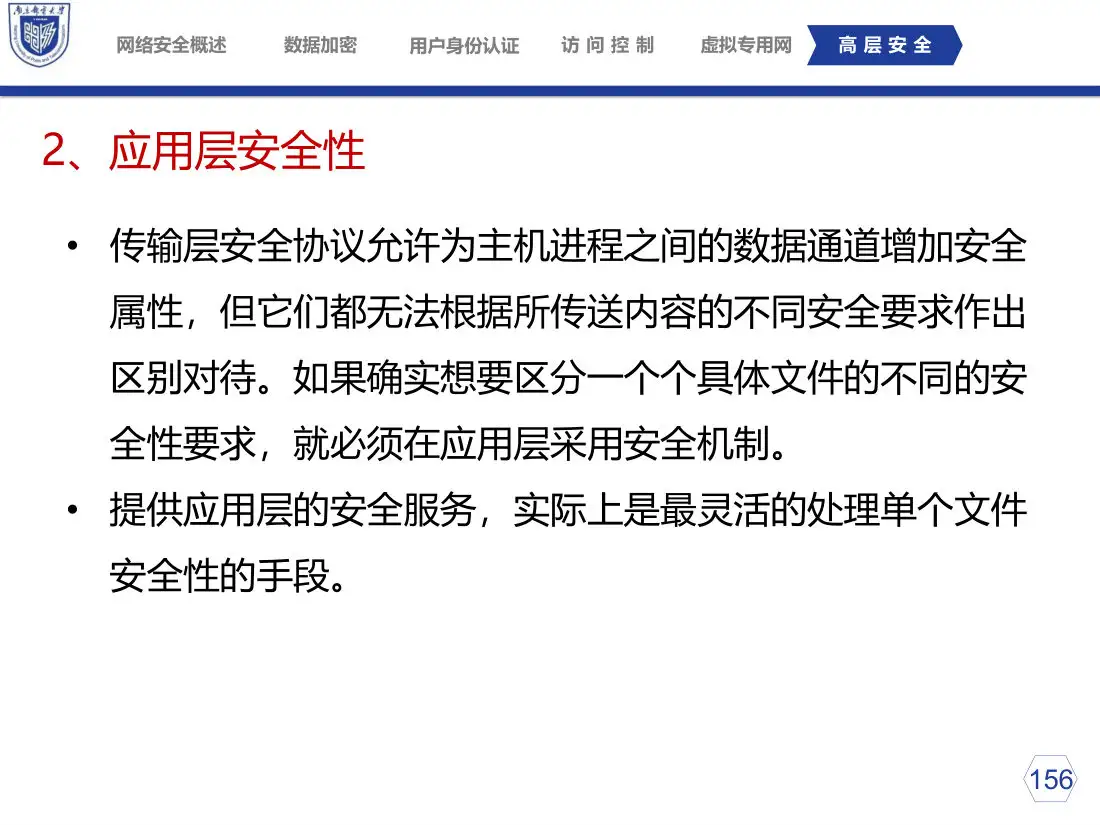 南京邮电大学
网络安全概述 数据加密 用户身份认证 访问控制 虚拟专用网 高层安全
2、应用层安全性
• 传输层安全协议允许为主机进程之间的数据通道增加安全
属性，但它们都无法根据所传送内容的不同安全要求作出
区别对待。如果确实想要区分一个个具体文件的不同的安
全性要求，就必须在应用层采用安全机制。
• 提供应用层的安全服务，实际上是最灵活的处理单个文件
安全性的手段。
156